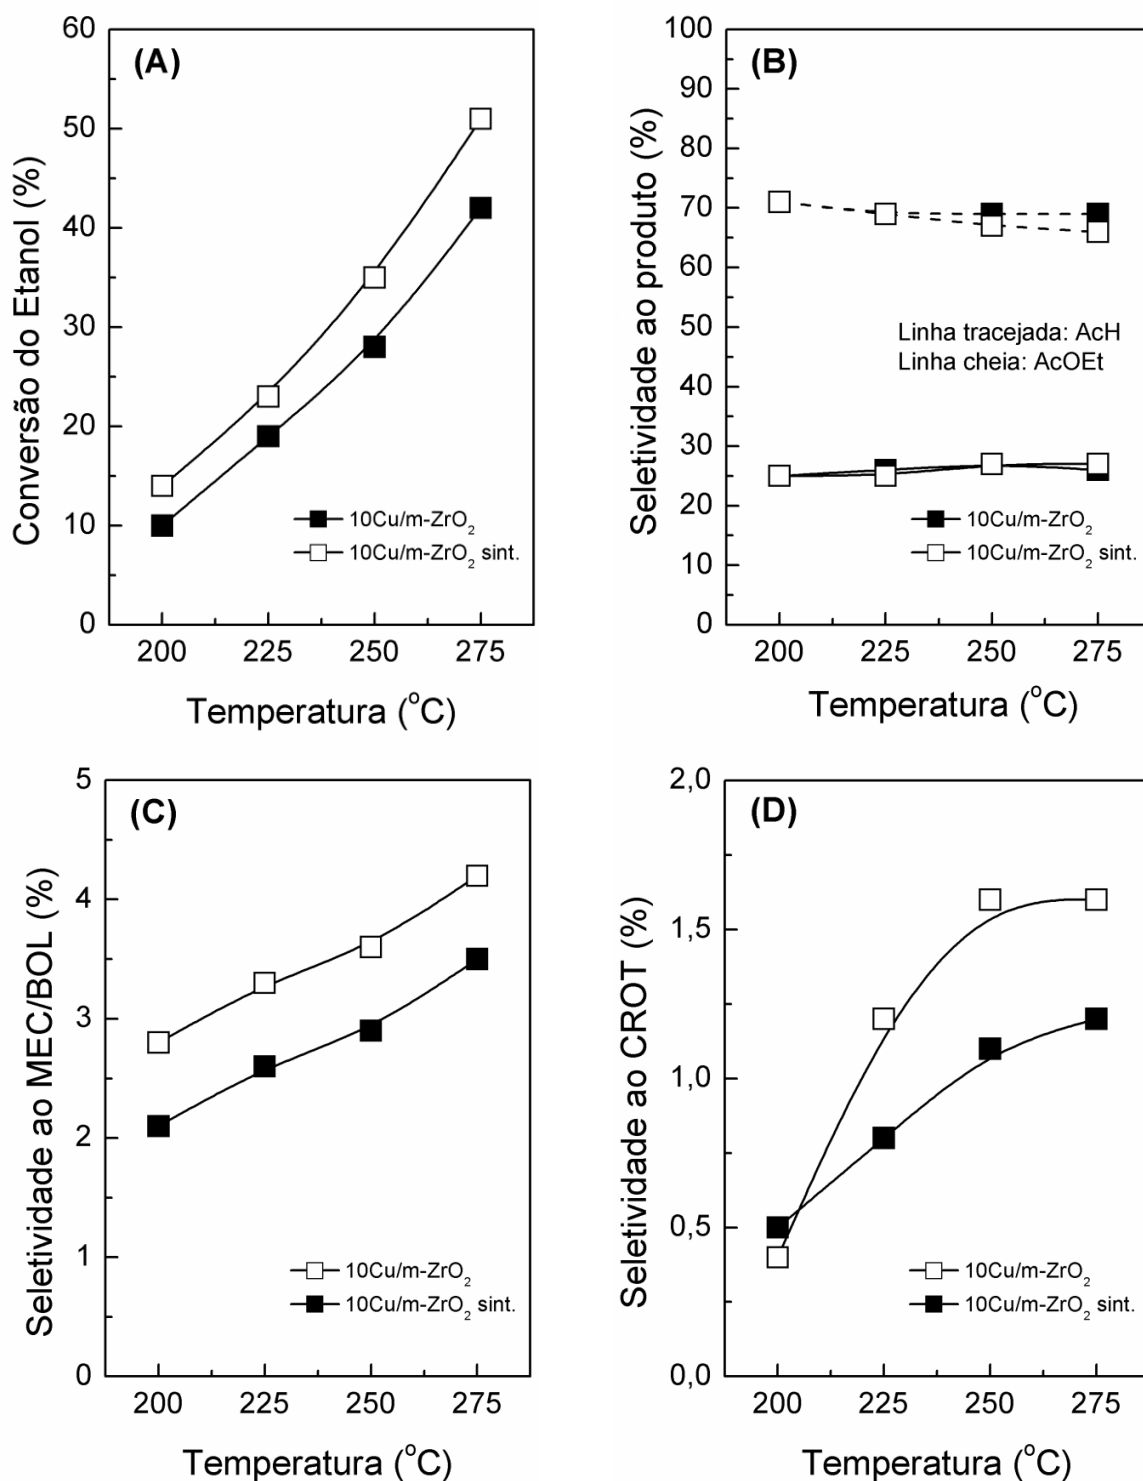 (A)
Conversão do Etanol (%)
60
50
40
30
20
10
0
10Cu/m-ZrO₂
10Cu/m-ZrO₂ sint.
200 225 250 275
Temperatura (°C)
(B)
Seletividade ao produto (%)
100
90
80
70
60
50
40
30
20
10
0
Linha tracejada: AcH
Linha cheia: AcOEt
10Cu/m-ZrO₂
10Cu/m-ZrO₂ sint.
200 225 250 275
Temperatura (°C)
(C)
Seletividade ao MEC/BOL (%)
5
4
3
2
1
0
10Cu/m-ZrO₂
10Cu/m-ZrO₂ sint.
200 225 250 275
Temperatura (°C)
(D)
Seletividade ao CROT (%)
2,0
1,5
1,0
0,5
0,0
10Cu/m-ZrO₂
10Cu/m-ZrO₂ sint.
200 225 250 275
Temperatura (°C)